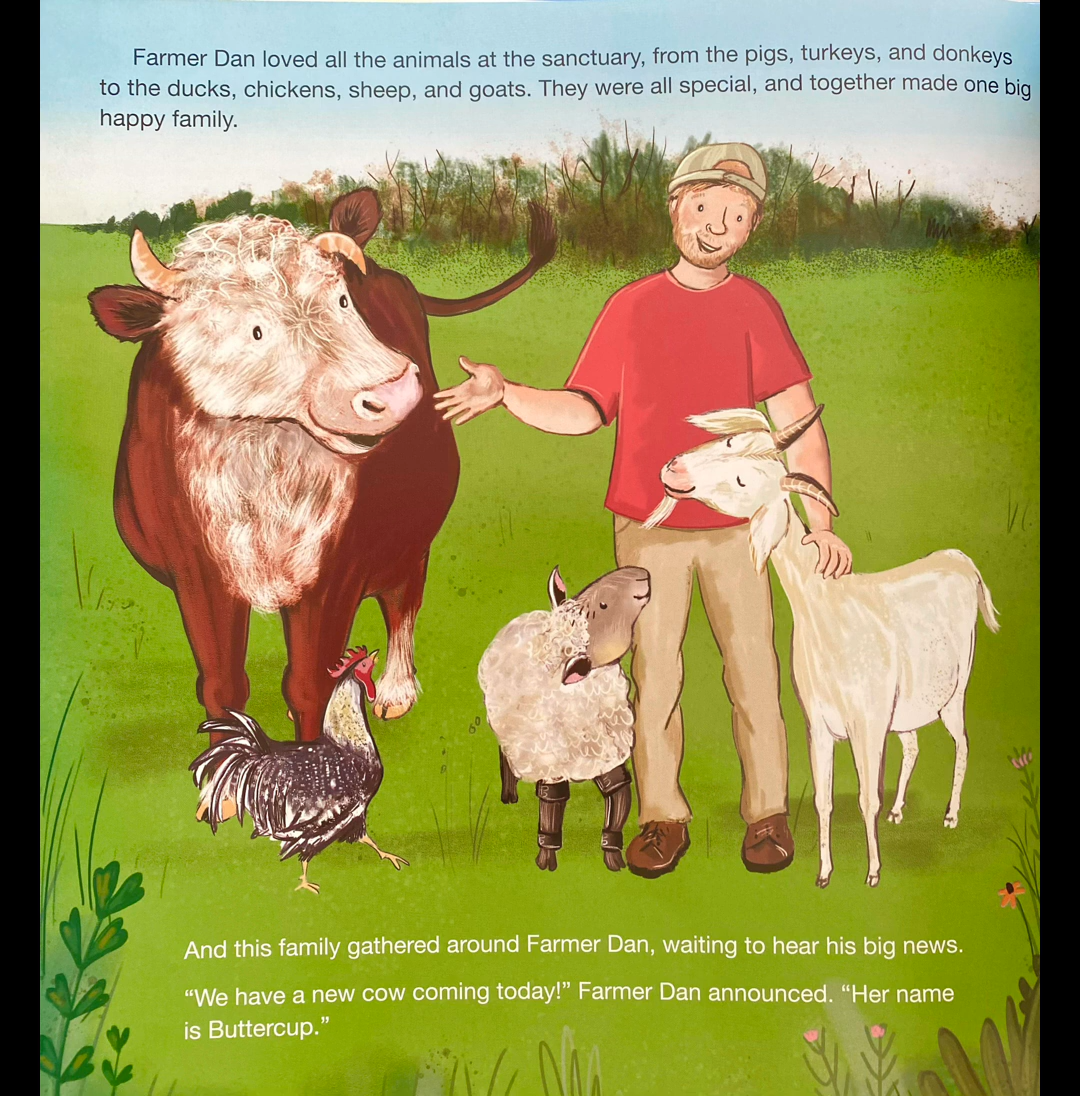 Farmer Dan loved all the animals at the sanctuary, from the pigs, turkeys, and donkeys
to the ducks, chickens, sheep, and goats. They were all special, and together made one big
happy family.
And this family gathered around Farmer Dan, waiting to hear his big news.
“We have a new cow coming today!” Farmer Dan announced. “Her name
is Buttercup.”